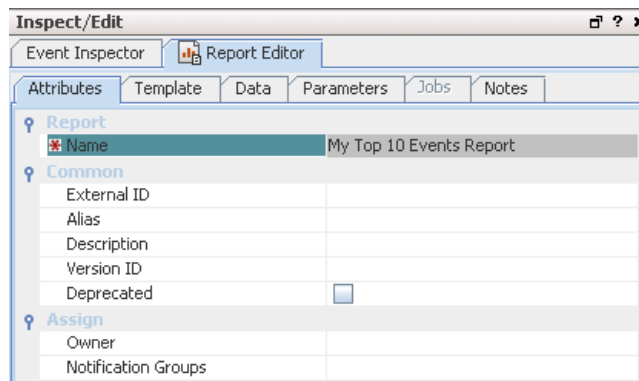 Inspect/Edit
Event Inspector Report Editor
Attributes Template Data Parameters Jobs Notes
Report
Name My Top 10 Events Report
Common
External ID
Alias
Description
Version ID
Deprecated
Assign
Owner
Notification Groups